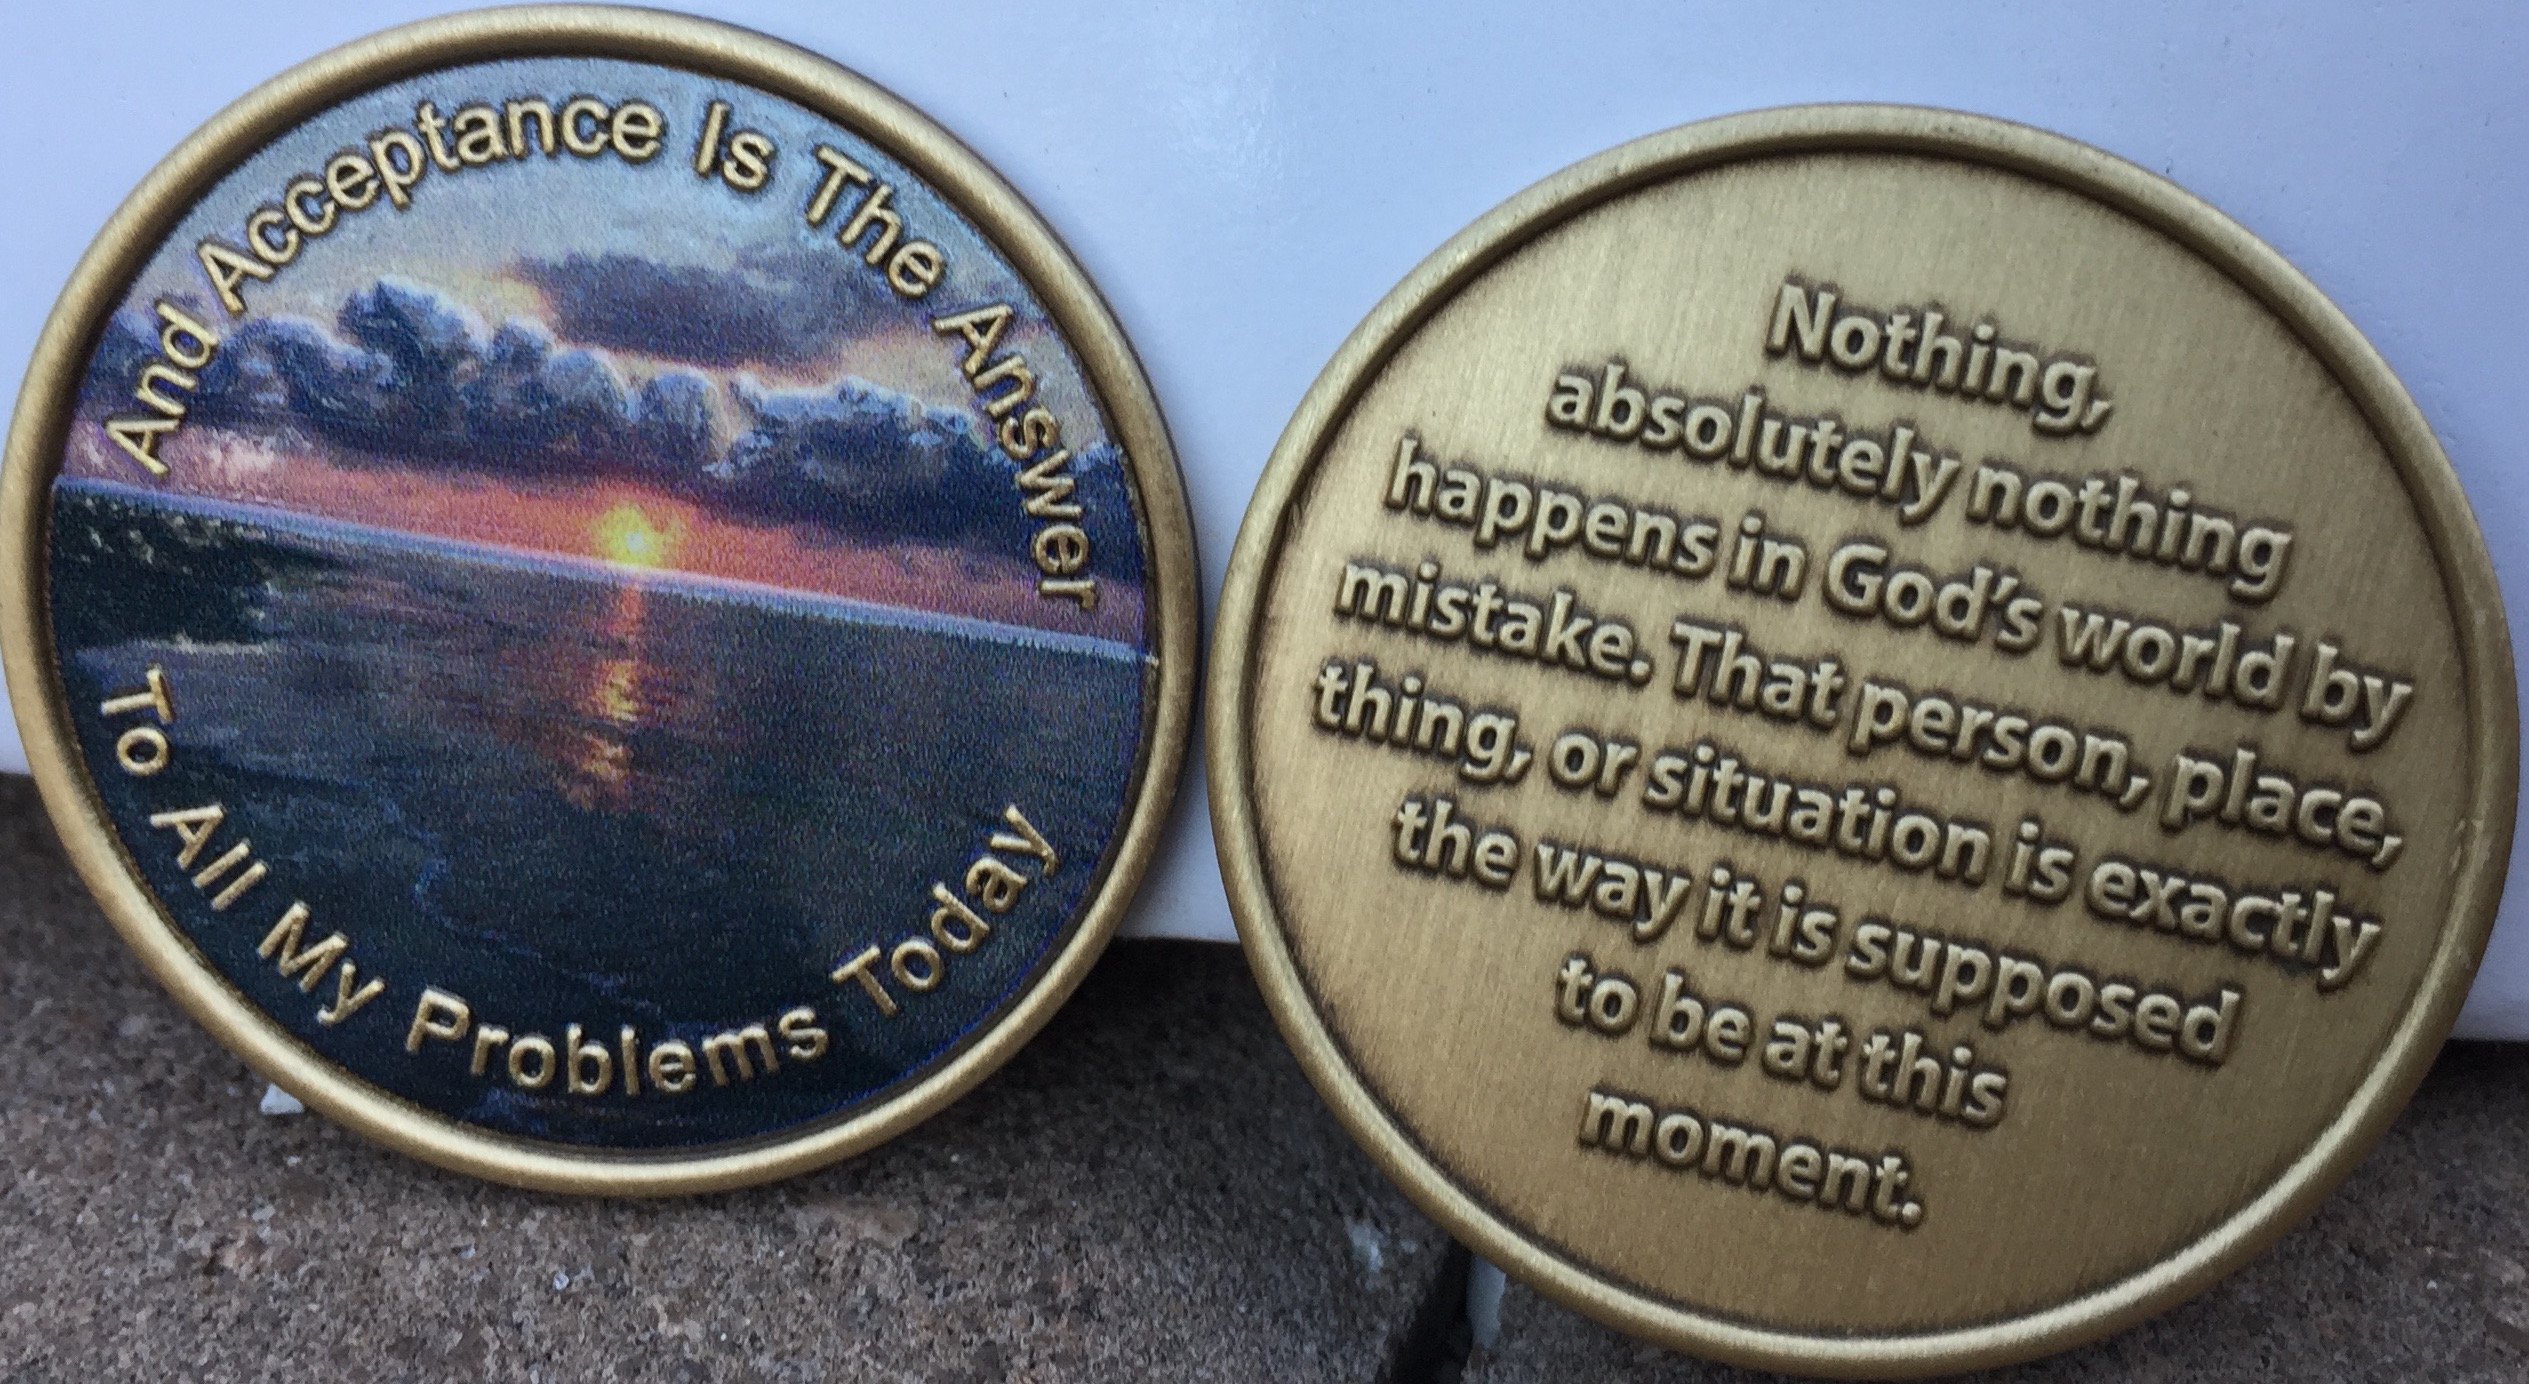 And Acceptance Is The Answer
To All My Problems Today
Nothing,
absolutely nothing
happens in God's world by
mistake. That person, place,
thing, or situation is exactly
the way it is supposed
to be at this
moment.